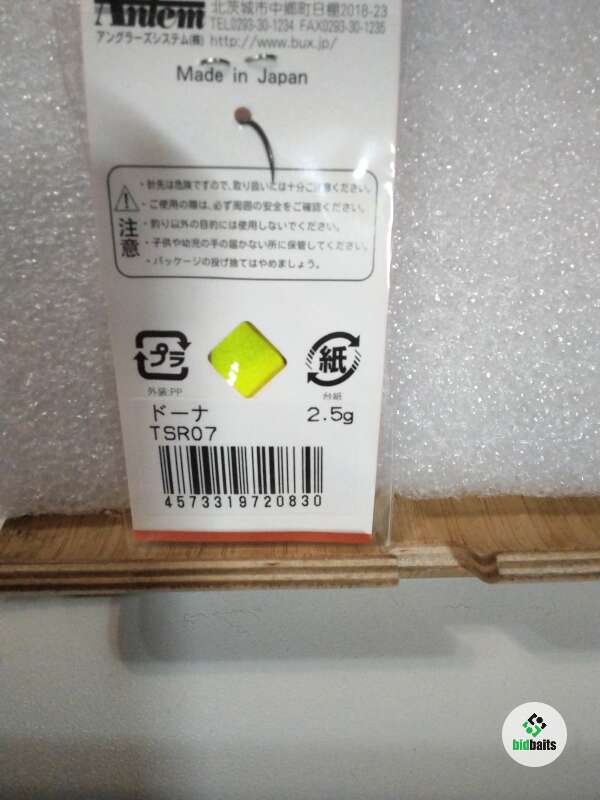 Antem 北茨城市中郷町日棚2018-23
TEL0293-30-1234 FAX0293-30-1235
アングラーズシステム(株) http://www.bux.jp/
Made in Japan
注意
・針先は危険ですので、取り扱いには十分ご注意ください。
・ご使用の際は、必ず周囲の安全をご確認ください。
・釣り以外の目的には使用しないでください。
・子供や幼児の手の届かない所に保管してください。
・パッケージの投げ捨てはやめましょう。
プラ
紙
外装:PP
台紙
ドーナ 2.5g
TSR07
4573319720830
bidbaits